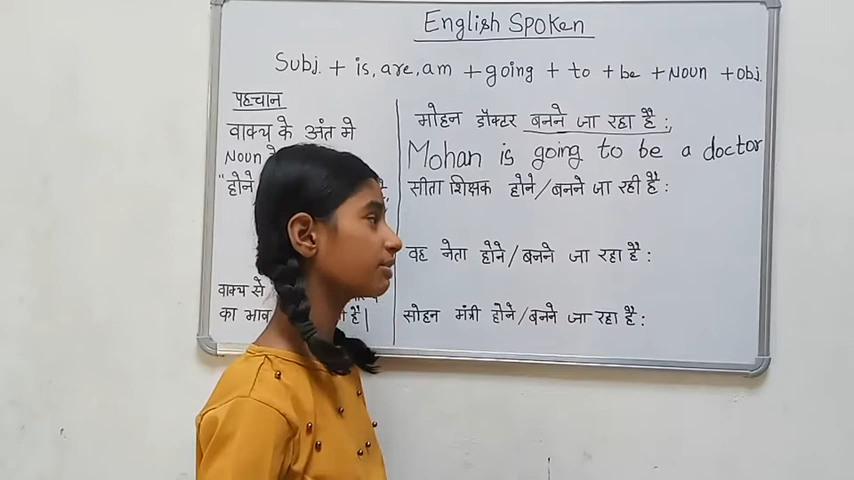 English Spoken
Subj. + is, are, am + going + to + be + Noun + obj.
पहचान
वाक्य के अंत मे
Noun
"होने
वाक्य से
का भाव है|
मोहन डॉक्टर बनने जा रहा है:
Mohan is going to be a doctor
सीता शिक्षक होने/बनने जा रही है:
वह नेता होने/बनने जा रहा है:
सोहन मंत्री होने/बनने जा रहा है: